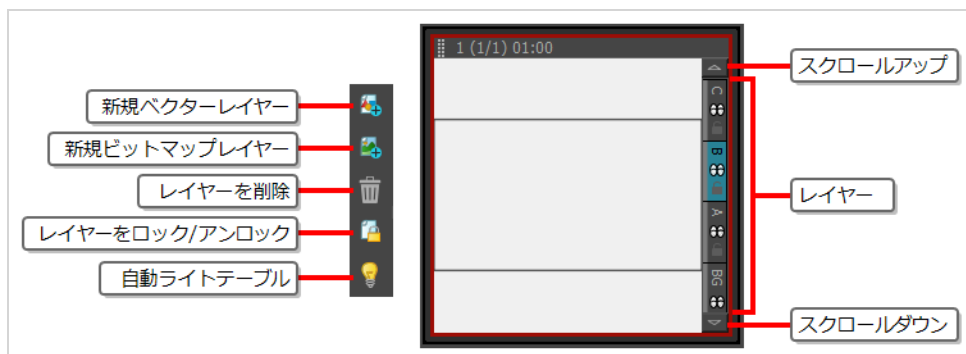 1 (1/1) 01:00
スクロールアップ
新規ベクターレイヤー
新規ビットマップレイヤー
レイヤーを削除
レイヤーをロック/アンロック
自動ライトテーブル
C
B
A
BG
レイヤー
スクロールダウン